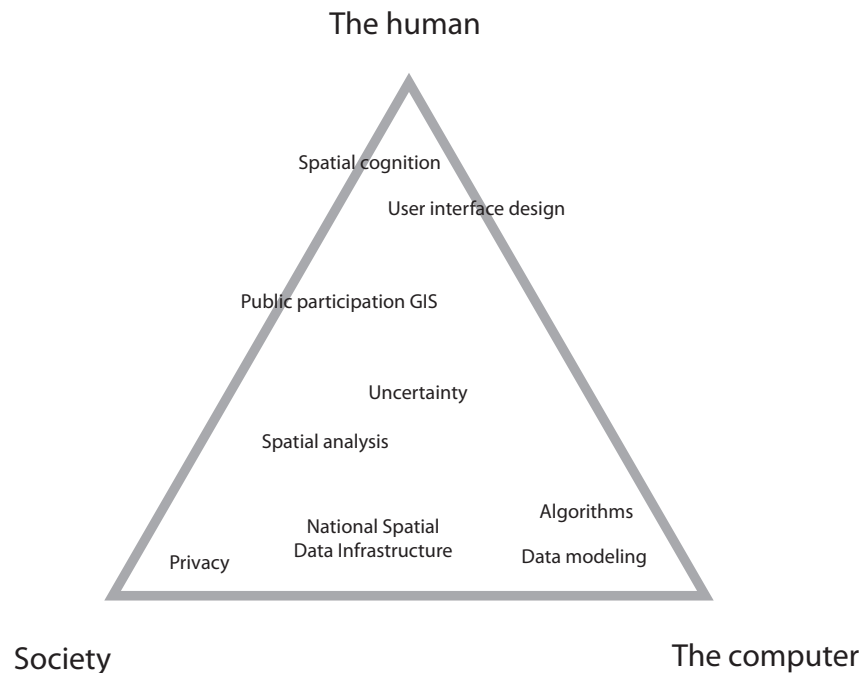 The human
Spatial cognition
User interface design
Public participation GIS
Uncertainty
Spatial analysis
Algorithms
National Spatial
Data Infrastructure
Data modeling
Privacy
Society
The computer